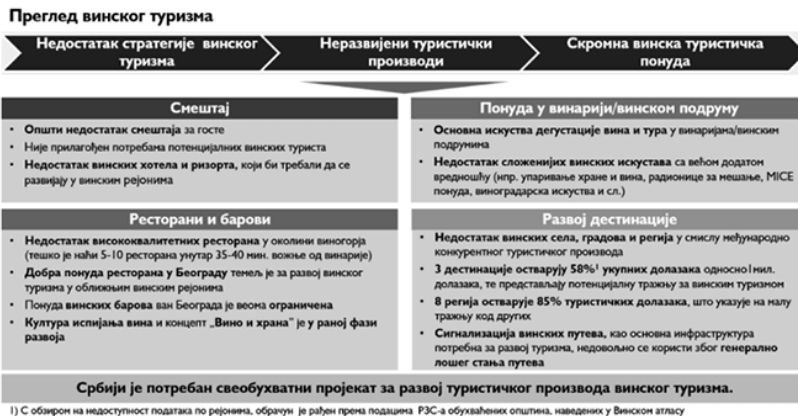 Преглед винског туризма
Недостатак стратегије винског
туризма
Неразвијени туристички
производи
Скромна винска туристичка
понуда
Смештај
• Општи недостатак смештаја за госте
• Није прилагођен потребама потенцијалних винских туриста
• Недостатак винских хотела и ризорта, који би требали да се
развијају у винским рејонима
Понуда у винарији/винском подруму
• Основна искуства дегустације вина и тура у винаријама/винским
подрумима
• Недостатак сложенијих винских искустава са већом додатом
вредношћу (нпр. упаривање хране и вина, радионице за мешање, MICE
понуда, виноградарска искуства и сл.)
Ресторани и барови
• Недостатак висококвалитетних ресторана у околини виногорја
(тешко је наћи 5-10 ресторана унутар 35-40 мин. вожње од винарије)
• Добра понуда ресторана у Београду темељ је за развој винског
туризма у оближњим винским рејонима
• Понуда винских барова ван Београда је веома ограничена
• Култура испијања вина и концепт „Вино и храна" је у раној фази
развоја
Развој дестинације
• Недостатак винских села, градова и регија у смислу међународно
конкурентног туристичког производа
• 3 дестинације остварују 58%¹ укупних долазака односно1мил.
долазака, те представљају потенцијалну тражњу за винским туризмом
• 8 регија остварује 85% туристичких долазака, што указује на малу
тражњу код других
• Сигнализација винских путева, као основна инфраструктура
потребна за развој туризма, недовољно се користи због генерално
лошег стања путева
Србији је потребан свеобухватни пројекат за развој туристичког производа винског туризма.
1) С обзиром на недоступност података по рејонима, обрачун је рађен према подацима РЗС-а обухваћених општина, наведених у Винском атласу